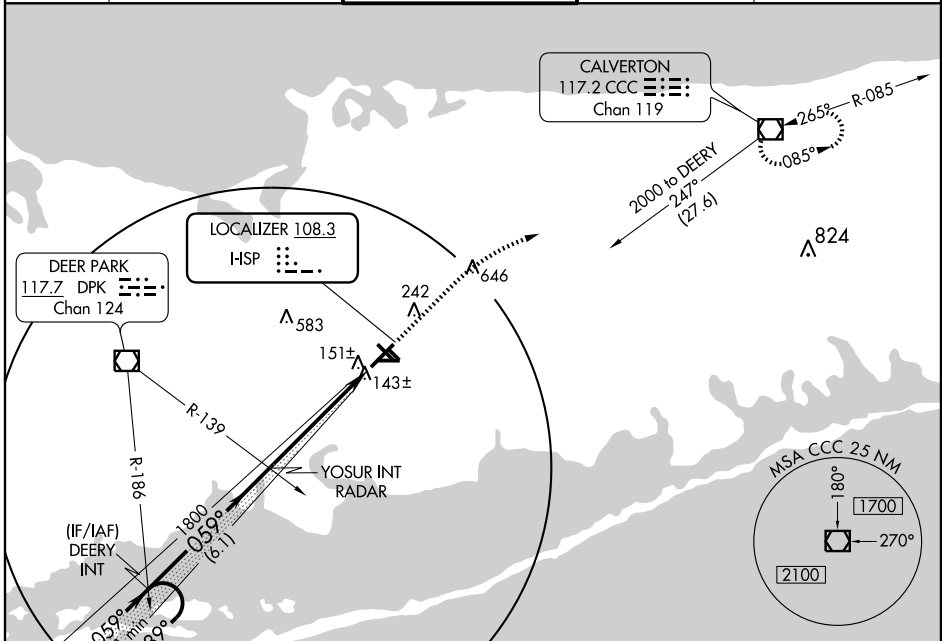 CALVERTON
117.2 CCC
Chan 119
R-085
265°
085°
2000 to DEERY
247°
(27.6)
824
LOCALIZER 108.3
I-ISP
646
DEER PARK
117.7 DPK
Chan 124
242
583
151±
143±
R-139
R-186
YOSUR INT
RADAR
1800
059°
(6.1)
(IF/IAF)
DEERY
INT
059°
min
MSA CCC 25 NM
180°
1700
270°
2100